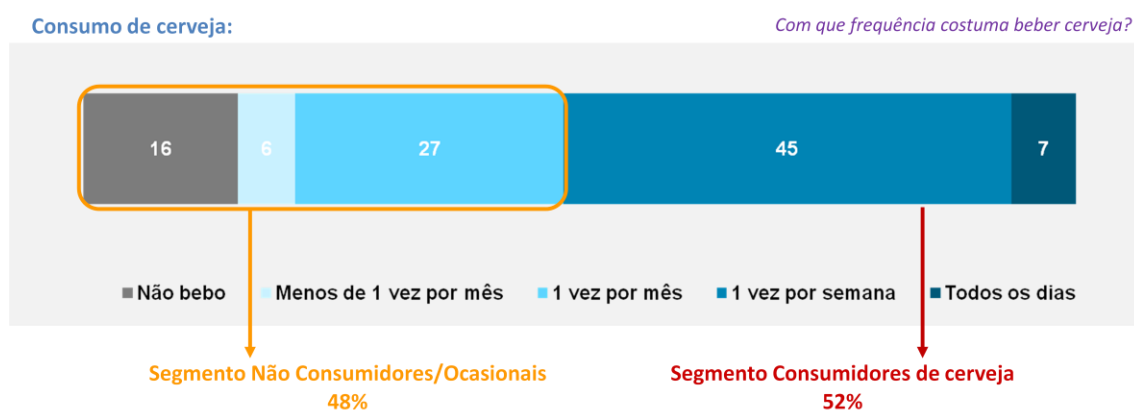 Consumo de cerveja:
Com que frequência costuma beber cerveja?
16 6 27 45 7
Não bebo Menos de 1 vez por mês 1 vez por mês 1 vez por semana Todos os dias
Segmento Não Consumidores/Ocasionais
48%
Segmento Consumidores de cerveja
52%